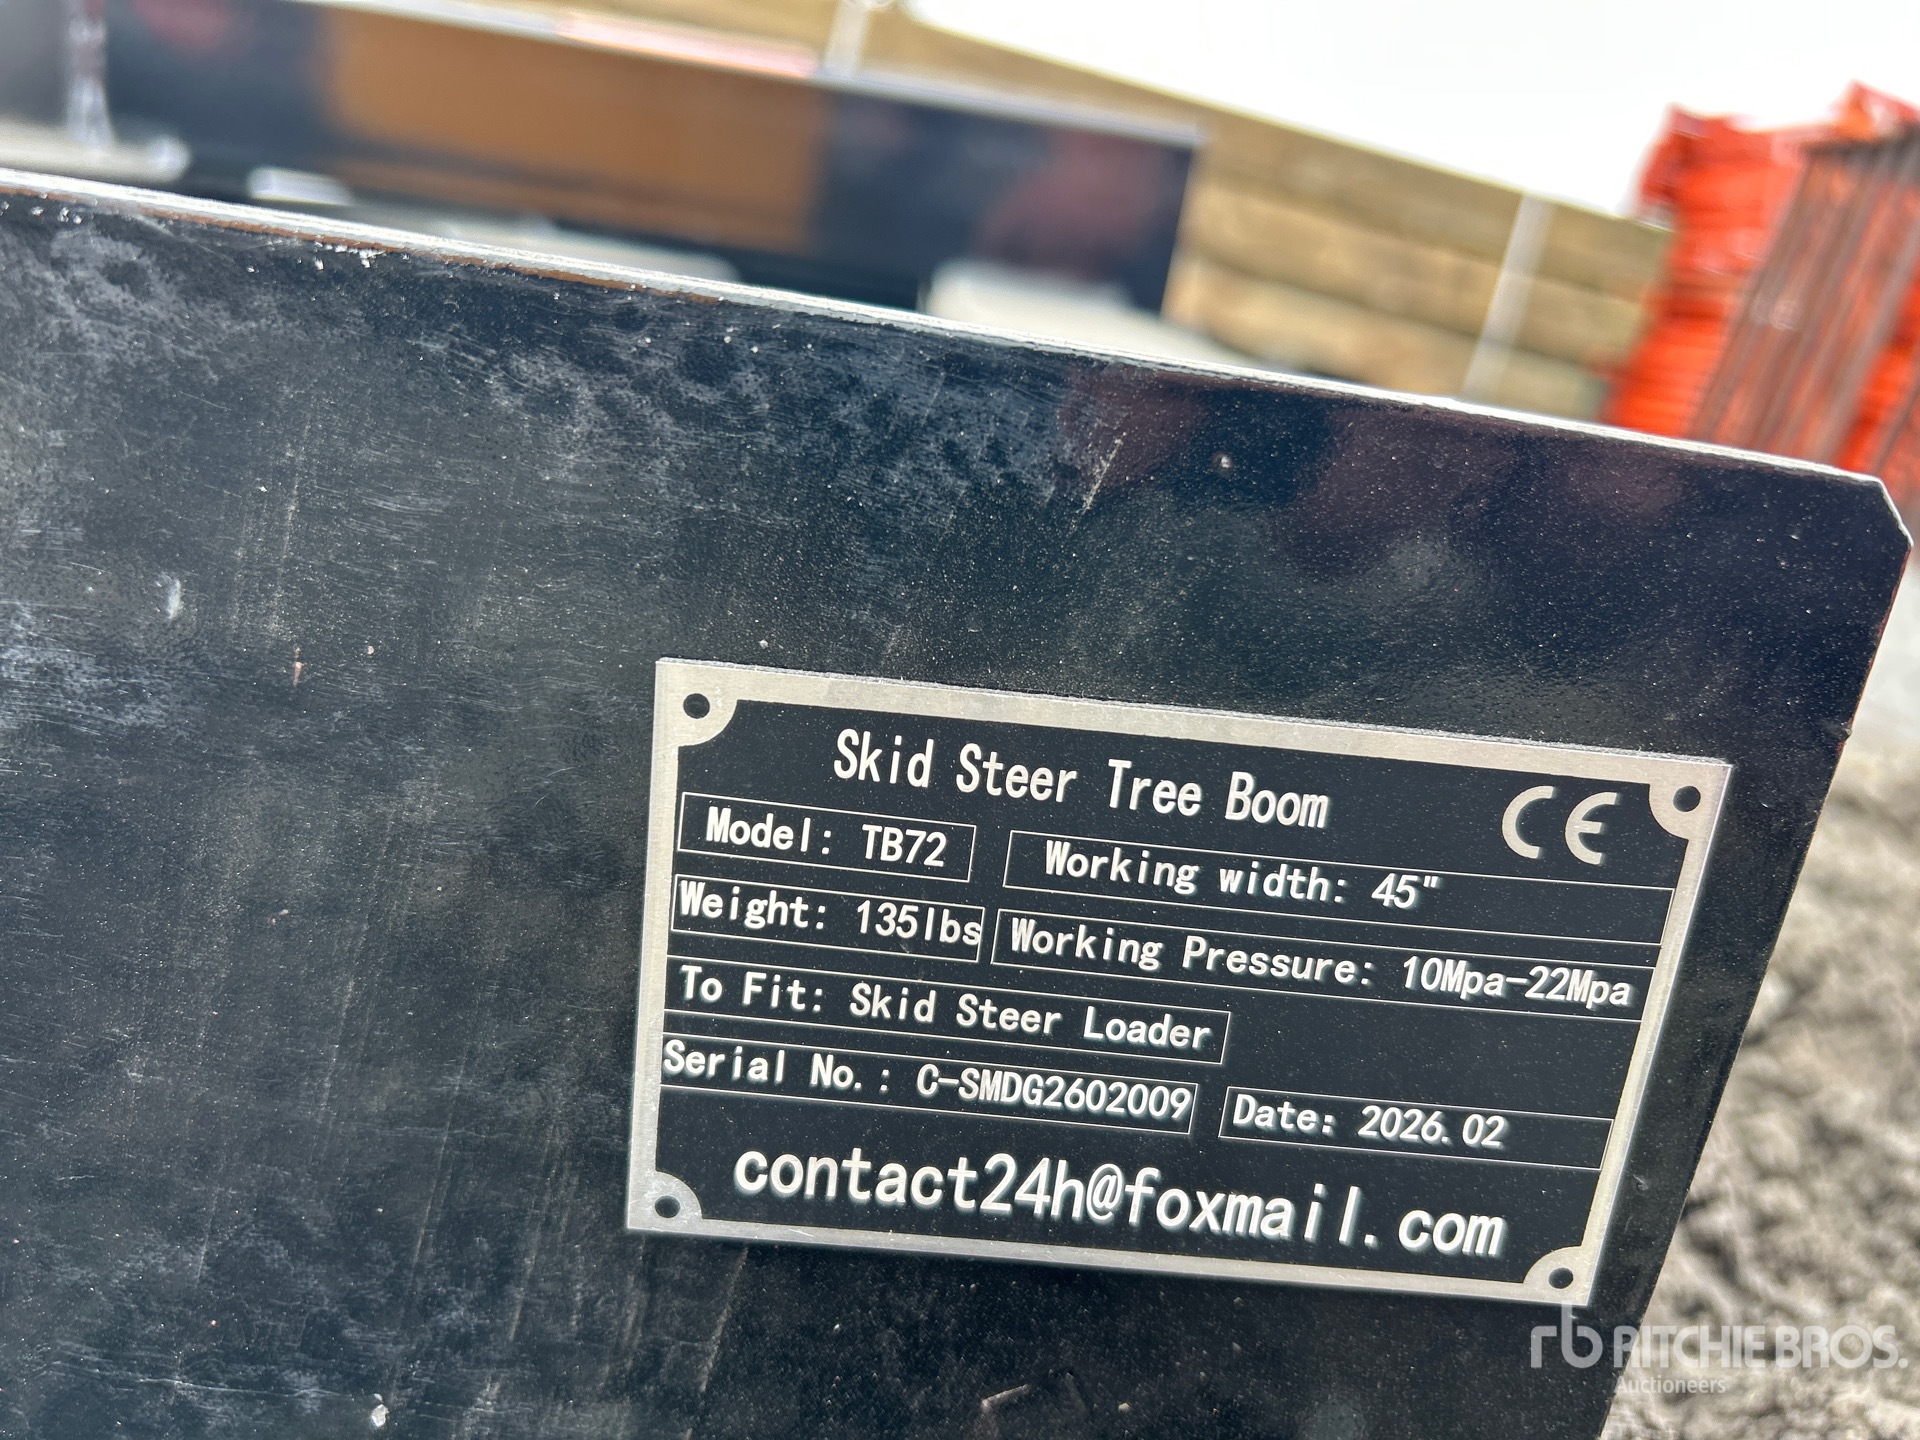 Skid Steer Tree Boom
CE
Model: TB72
Working width: 45"
Weight: 135lbs
Working Pressure: 10Mpa-22Mpa
To Fit: Skid Steer Loader
Serial No.: C-SMDG2602009
Date: 2026.02
contact24h@foxmail.com
rb RITCHIE BROS.
Auctioneers